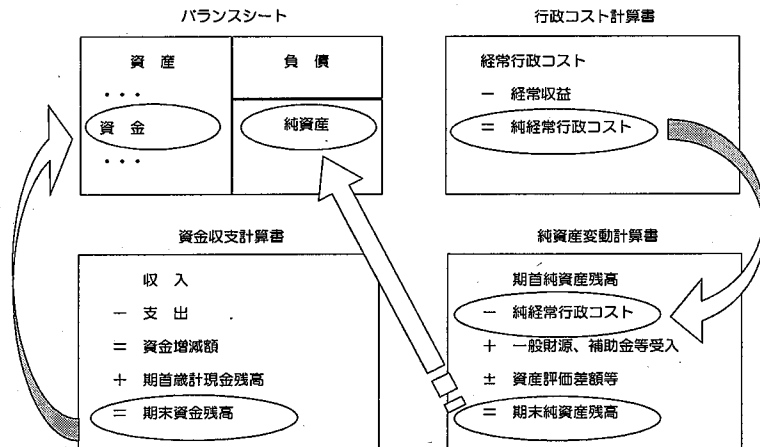 バランスシート
資 産
・・・
資 金
・・・
負 債
純資産
行政コスト計算書
経常行政コスト
－ 経常収益
＝ 純経常行政コスト
資金収支計算書
収 入
－ 支 出
＝ 資金増減額
＋ 期首歳計現金残高
＝ 期末資金残高
純資産変動計算書
期首純資産残高
－ 純経常行政コスト
＋ 一般財源、補助金等受入
± 資産評価差額等
＝ 期末純資産残高